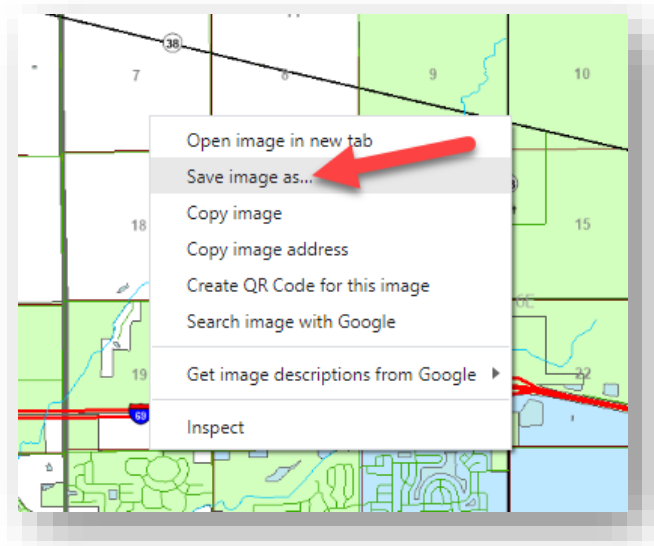 38
7
8
9
10
Open image in new tab
Save image as...
18
Copy image
15
Copy image address
Create QR Code for this image
6E
Search image with Google
19
Get image descriptions from Google
22
69
Inspect